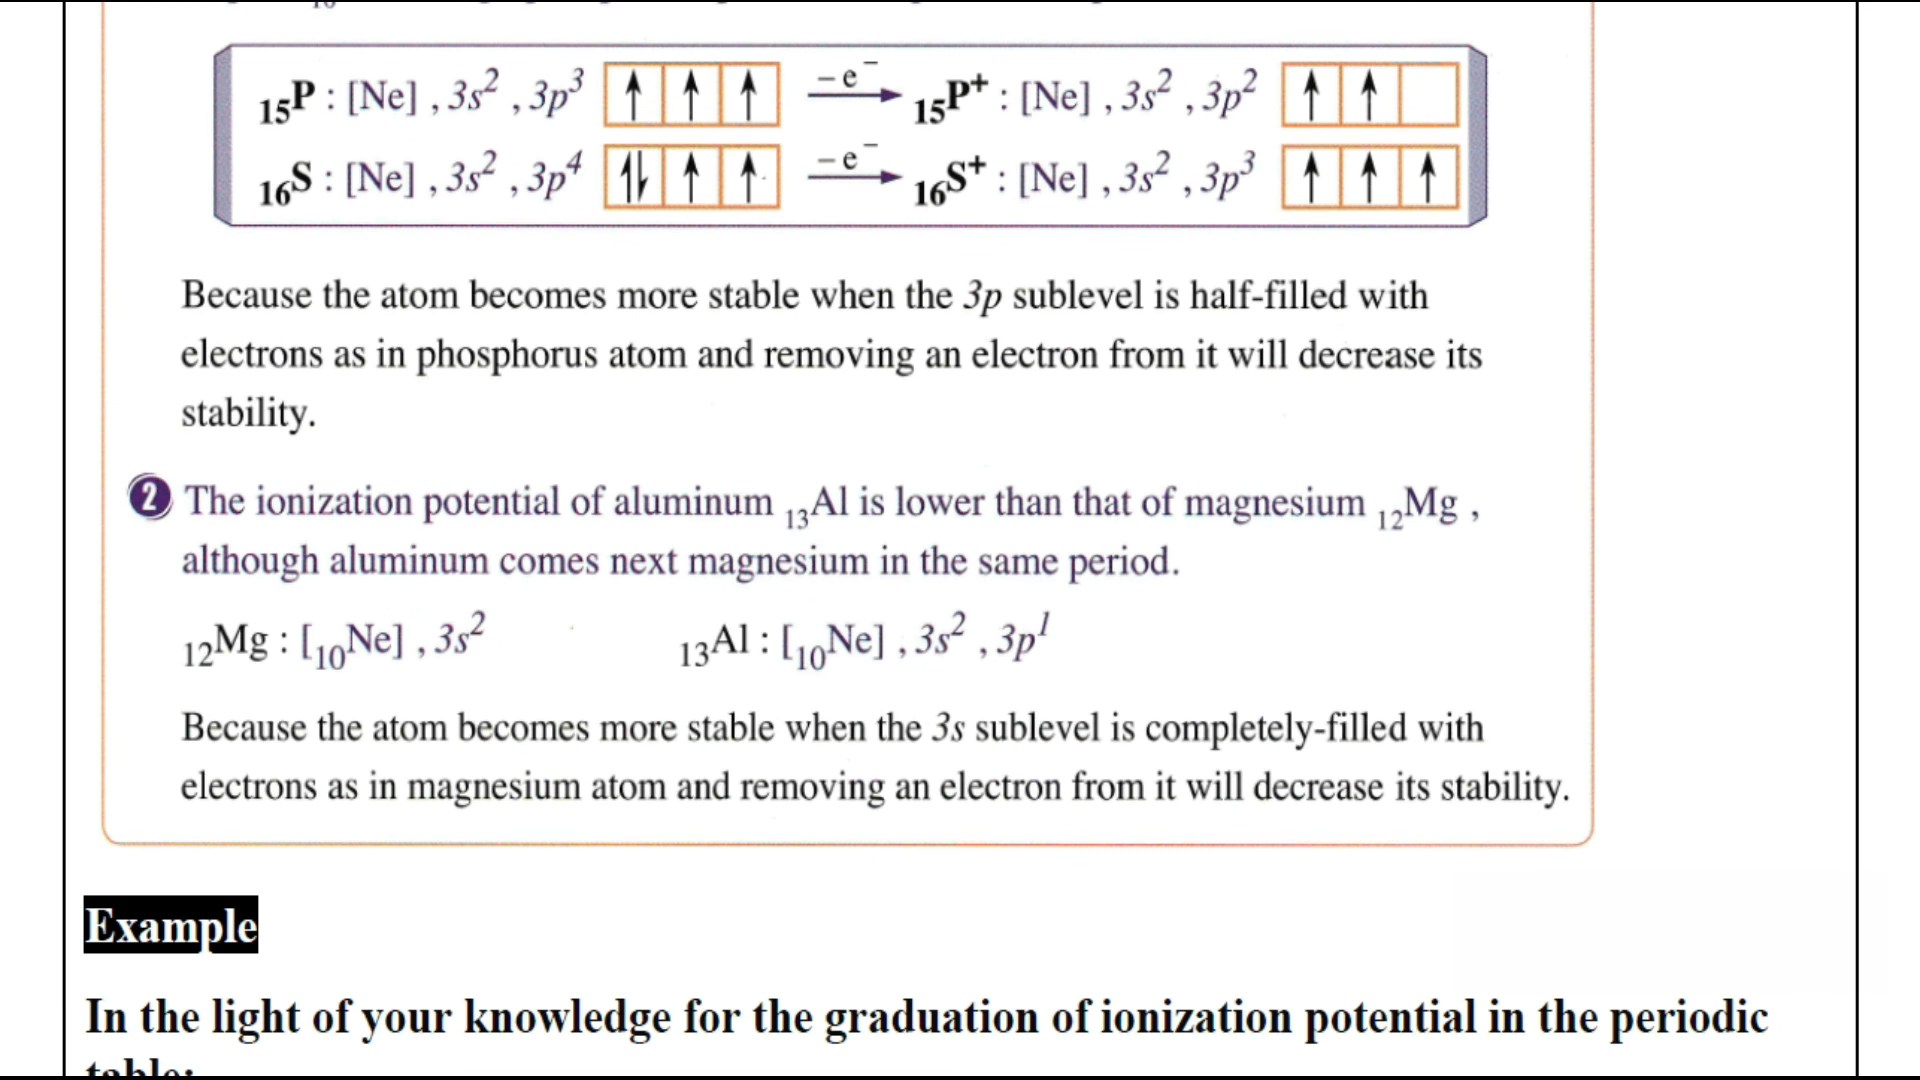 15P : [Ne] , 3s2 , 3p3 ↑ ↑ ↑ – e– → 15P+ : [Ne] , 3s2 , 3p2 ↑ ↑
16S : [Ne] , 3s2 , 3p4 ↑↓ ↑ ↑ – e– → 16S+ : [Ne] , 3s2 , 3p3 ↑ ↑ ↑
Because the atom becomes more stable when the 3p sublevel is half-filled with
electrons as in phosphorus atom and removing an electron from it will decrease its
stability.
2 The ionization potential of aluminum 13Al is lower than that of magnesium 12Mg ,
although aluminum comes next magnesium in the same period.
12Mg : [10Ne] , 3s2 13Al : [10Ne] , 3s2 , 3p1
Because the atom becomes more stable when the 3s sublevel is completely-filled with
electrons as in magnesium atom and removing an electron from it will decrease its stability.
Example
In the light of your knowledge for the graduation of ionization potential in the periodic
table: